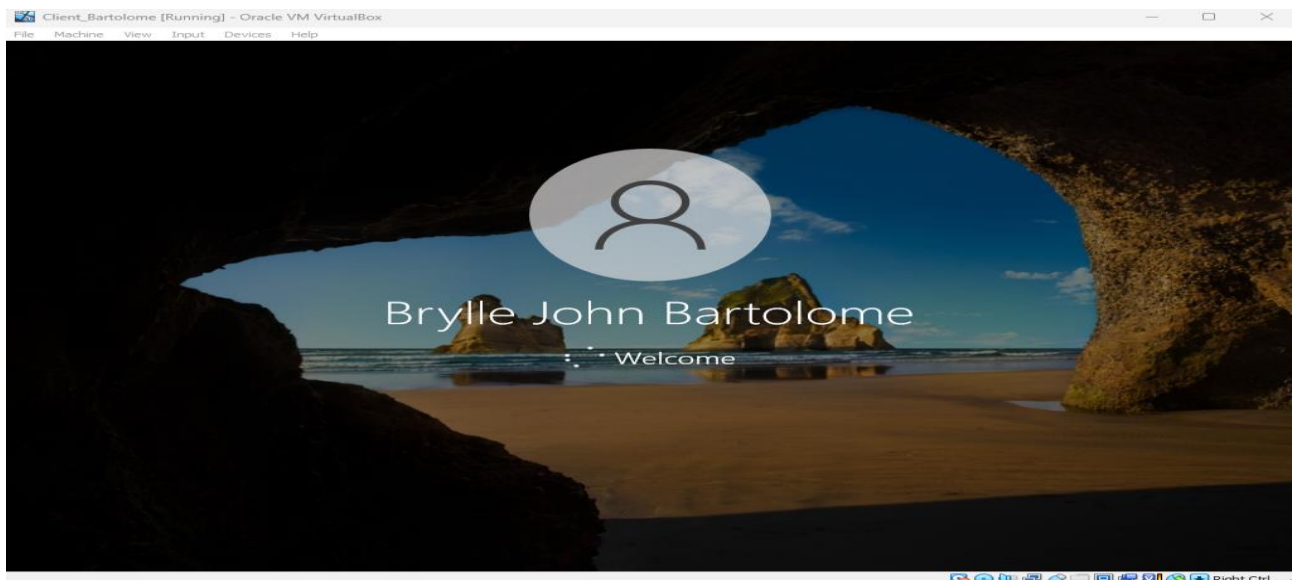 Client_Bartolome [Running] - Oracle VM VirtualBox
File Machine View Input Devices Help
Brylle John Bartolome
Welcome
Right Ctrl